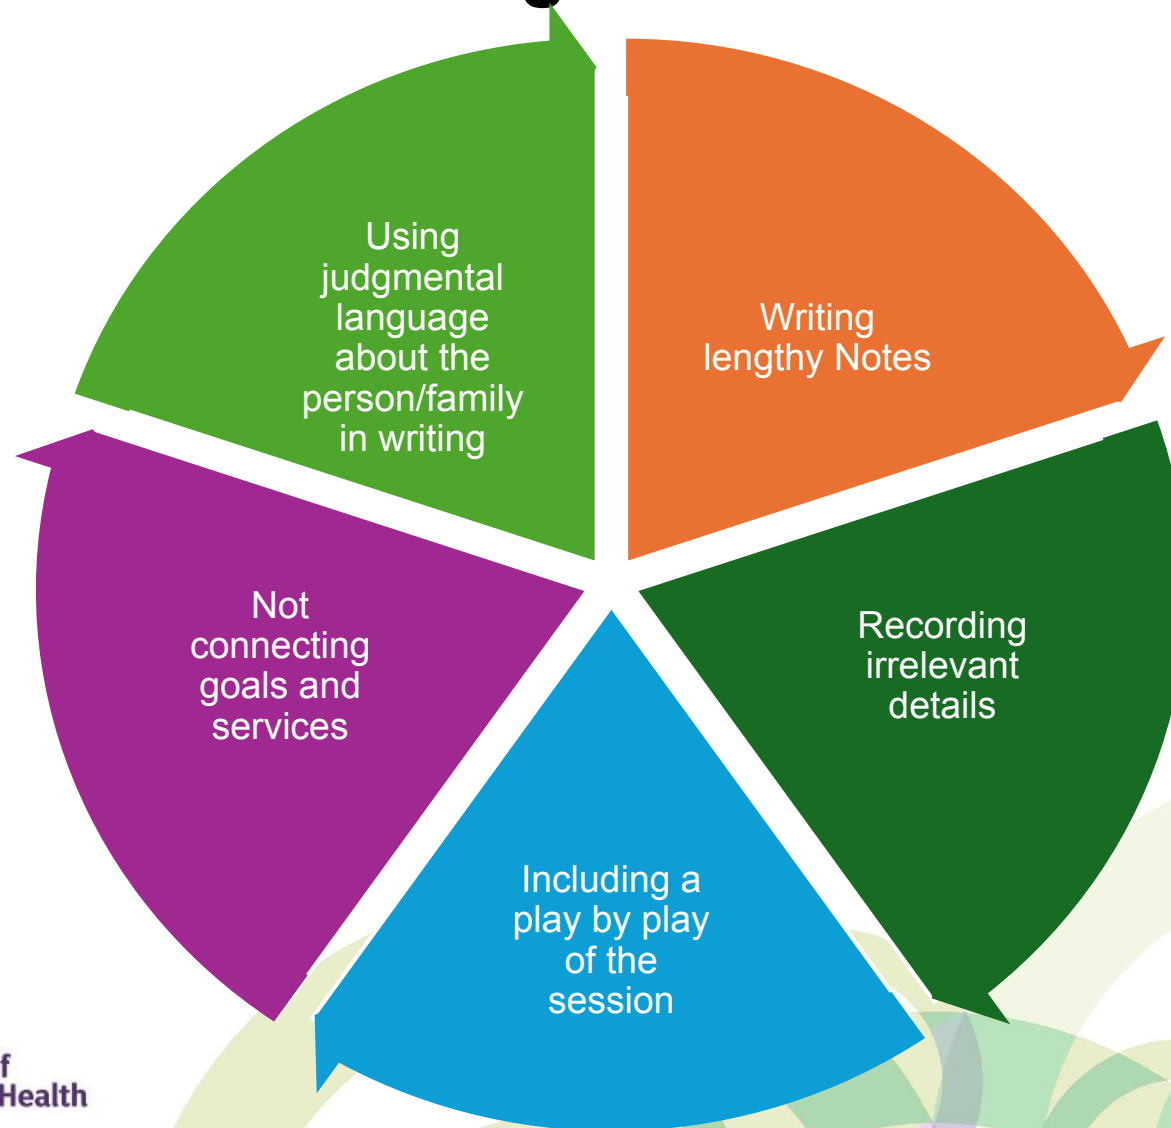 Using
judgmental
language
about the
person/family
in writing
Writing
lengthy Notes
Not
connecting
goals and
services
Recording
irrelevant
details
Including a
play by play
of the
session
f
Health